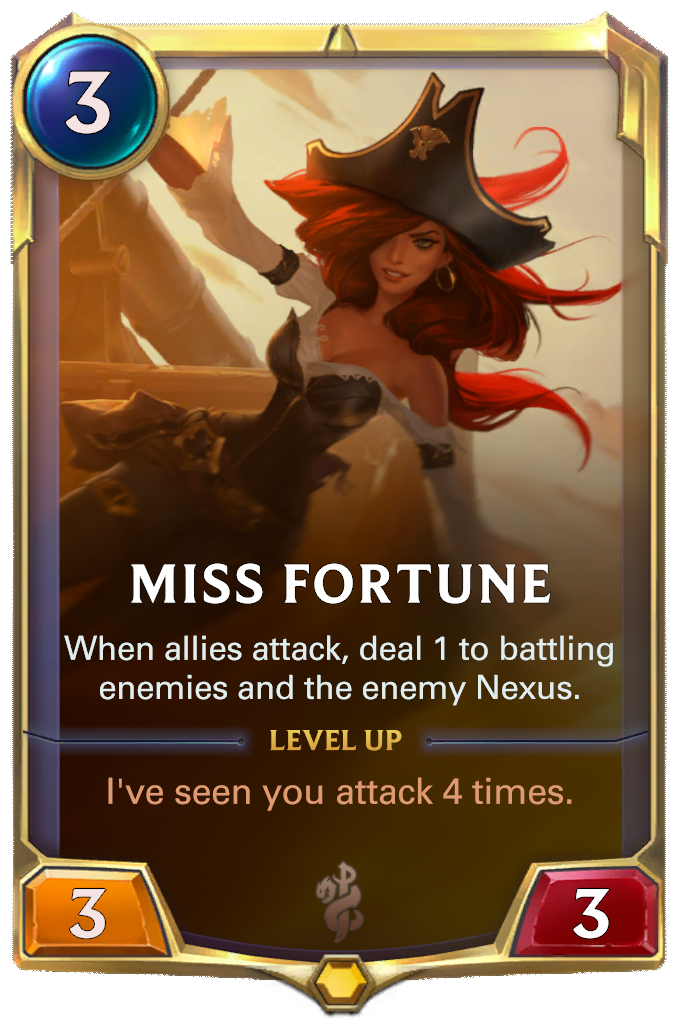 3
MISS FORTUNE
When allies attack, deal 1 to battling
enemies and the enemy Nexus.
LEVEL UP
I've seen you attack 4 times.
3 3